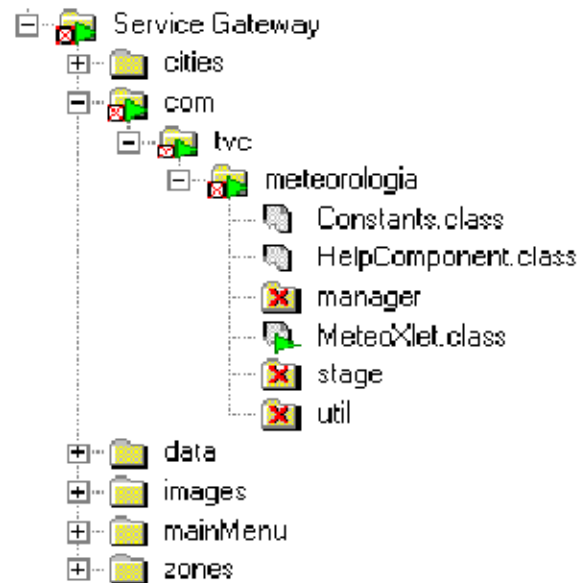 Service Gateway
cities
com
tvc
meteorologia
Constants.class
HelpComponent.class
manager
MeteoXlet.class
stage
util
data
images
mainMenu
zones